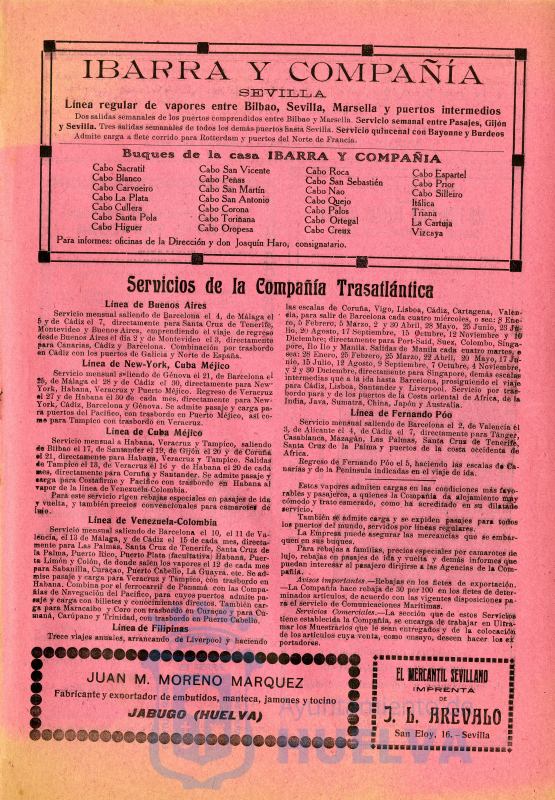 IBARRA Y COMPAÑÍA
SEVILLA
Línea regular de vapores entre Bilbao, Sevilla, Marsella y puertos intermedios
Dos salidas semanales de los puertos comprendidos entre Bilbao y Marsella. Servicio semanal entre Pasajes, Gijón
y Sevilla. Tres salidas semanales de todos los demás puertos hasta Sevilla. Servicio quincenal con Bayonne y Burdeos
Admite carga a flete corrido para Rotterdam y puertos del Norte de Francia.
Buques de la casa IBARRA Y COMPAÑIA
Cabo Sacratif
Cabo Blanco
Cabo Carvoeiro
Cabo La Plata
Cabo Cullera
Cabo Santa Pola
Cabo Higuer
Cabo San Vicente
Cabo Peñas
Cabo San Martín
Cabo San Antonio
Cabo Corona
Cabo Toriñana
Cabo Oropesa
Cabo Roca
Cabo San Sebastién
Cabo Nao
Cabo Quejo
Cabo Palos
Cabo Ortegal
Cabo Creux
Cabo Espartel
Cabo Prior
Cabo Silleiro
Itálica
Triana
La Cartuja
Vizcaya
Para informes: oficinas de la Dirección y don Joaquín Haro, consignatario.
Servicios de la Compañía Trasatlántica
Línea de Buenos Aires
Servicio mensual saliendo de Barcelona el 4, de Málaga el
5 y de Cádiz el 7, directamente para Santa Cruz de Tenerife,
Montevideo y Buenos Aires, emprendiendo el viaje de regreso
desde Buenos Aires el día 2 y de Montevideo el 3, directamente
para Canarias, Cádiz y Barcelona. Combinación por trasbordo
en Cádiz con los puertos de Galicia y Norte de España.
Línea de New-York, Cuba Méjico
Servicio mensual saliendo de Génova el 21, de Barcelona el
25, de Málaga el 28 y de Cádiz el 30, directamente para New-
York, Habana, Veracruz y Puerto Méjico. Regreso de Veracruz
el 27 y de Habana el 30 de cada mes, directamente para New-
York, Cádiz, Barcelona y Génova. Se admite pasaje y carga pa-
ra puertos del Pacífico, con trasbordo en Puerto Méjico, así co-
mo para Tampico con trasbordo en Veracruz.
Línea de Cuba Méjico
Servicio mensual a Habana, Veracruz y Tampico, saliendo
de Bilbao el 17, de Santander el 19, de Gijón el 20 y de Coruña
el 21, directamente para Habana, Veracruz y Tampico. Salidas
de Tampico el 13, de Veracruz el 16 y de Habana el 20 de cada
mes, directamente para Coruña y Santander. Se admite pasaje y
carga para Costafirme y Pacífico con trasbordo en Habana al
vapor de la línea de Venezuela-Colombia.
Para este servicio rigen rebajas especiales en pasajes de ida
y vuelta, y también precios convencionales para camarotes de
lujo.
Línea de Venezuela-Colombia
Servicio mensual saliendo de Barcelona el 10, el 11 de Va-
lencia, el 13 de Málaga, y de Cádiz el 15 de cada mes, directa-
mente para Las Palmas, Santa Cruz de Tenerife, Santa Cruz de
la Palma, Puerto Rico, Puerto Plata (facultativa) Habana, Puer-
to Limón y Colón, de donde salen los vapores el 12 de cada mes
para Sabanilla, Curaçao, Puerto Cabello, La Guayra. etc. Se ad-
mise pasaje y carga para Veracruz y Tampico, con trasbordo en
Habana. Combina por el ferrocarril de Panamá con las Compa-
ñías de Navegación del Pacífico, para cuyos puertos admite pa-
saje y carga con billetes y conocimientos directos. También car-
ga para Maracaibo y Coro con trasbordo en Curaçao y para Cu-
maná, Carúpano y Trinidad, con trasbordo en Puerto Cabello.
Línea Filipinas
Trece viajes anuales, arrancando de Liverpool y haciendo
las escalas de Coruña, Vigo, Lisboa, Cádiz, Cartagena, Valen-
cia, para salir de Barcelona cada cuatro miércoles, o sea: 8 Ene-
ro, 5 Febrero, 5 Marz, 2 y 30 Abril, 28 Mayo, 25 Junio, 23 Ju-
lio, 20 Agosto, 17 Septiembre, 15 Octubre, 12 Noviembre y 10
Diciembre; directamente para Port-Said, Suez, Colombo, Singa-
pore, Ilo Ilo y Manila. Salidas de Manila cada cuatro martes, o
sea: 28 Enero, 25 Febrero, 25 Marzo, 22 Abril, 20 Mayo, 17 Ju-
nio, 15 Julio, 12 Agosto, 9 Septiembre, 7 Octubre, 4 Noviembre,
y 2 y 30 Diciembre, directamente para Singapore, demás escalas
intermedias que a la ida hasta Barcelona, prosiguiendo el viaje
para Cádiz, Lisboa, Santander y Liverpool. Servicio por tras-
bordo para y de los puertos de la Costa oriental de Africa, de la
India, Java, Sumatra, China, Japón y Australia.
Línea de Fernando Póo
Servicio mensual saliendo de Barcelona el 2, de Valencia el
3, de Alicante el 4, de Cádiz el 7, directamente para Tánger,
Casablanca, Mazagán, Las Palmas, Santa Cruz de Tenerife,
Santa Cruz de la Palma y puertos de la costa occidenta de
Africa.
Regreso de Fernando Póo el 5, haciendo las escalas de Ca-
narias y de la Península indicadas en el viaje de ida.
Estos vapores admiten cargas en las condiciones más favo-
rables y pasajeros, a quienes la Compañía da alojamiento muy
cómodo y trato esmerado, como ha acreditado en su dilatado
servicio.
También se admite carga y se expiden pasajes para todos
los puertos del mundo, servidos por líneas regulares.
La Empresa puede asegurar las mercancías que se embar-
quen en sus buques.
Para rebajas a familias, precios especiales por camarotes de
lujo, rebajas en pasajes de ida y vuelta y demás informes que
puedan interesar al pasajero dirigirse a las Agencias de la Com-
pañía.
Avisos importantes.—Rebajas en los fletes de exportación.
—La Compañía hace rebajas de 30 por 100 en los fletes de deter-
minados artículos, de acuerdo con las vigentes disposiciones pa-
ra el servicio de Comunicaciones Marítimas.
Servicios Comerciales.—La sección que de estos Servicios
tiene establecida la Compañía, se encarga de trabajar en Ultra-
mar los Muestrarios que le sean entregados y de la colocación
de los artículos cuya venta, como ensayo, deseen hacer los ex-
portadores.
JUAN M. MORENO MARQUEZ
Fabricante y exportador de embutidos, manteca, jamones y tocino
JABUGO (HUELVA)
EL MERCANTIL SEVILLANO
IMPRENTA
DE
J. L. AREVALO
San Eloy, 16.-Sevilla
Ayuntamiento de
HUELVA